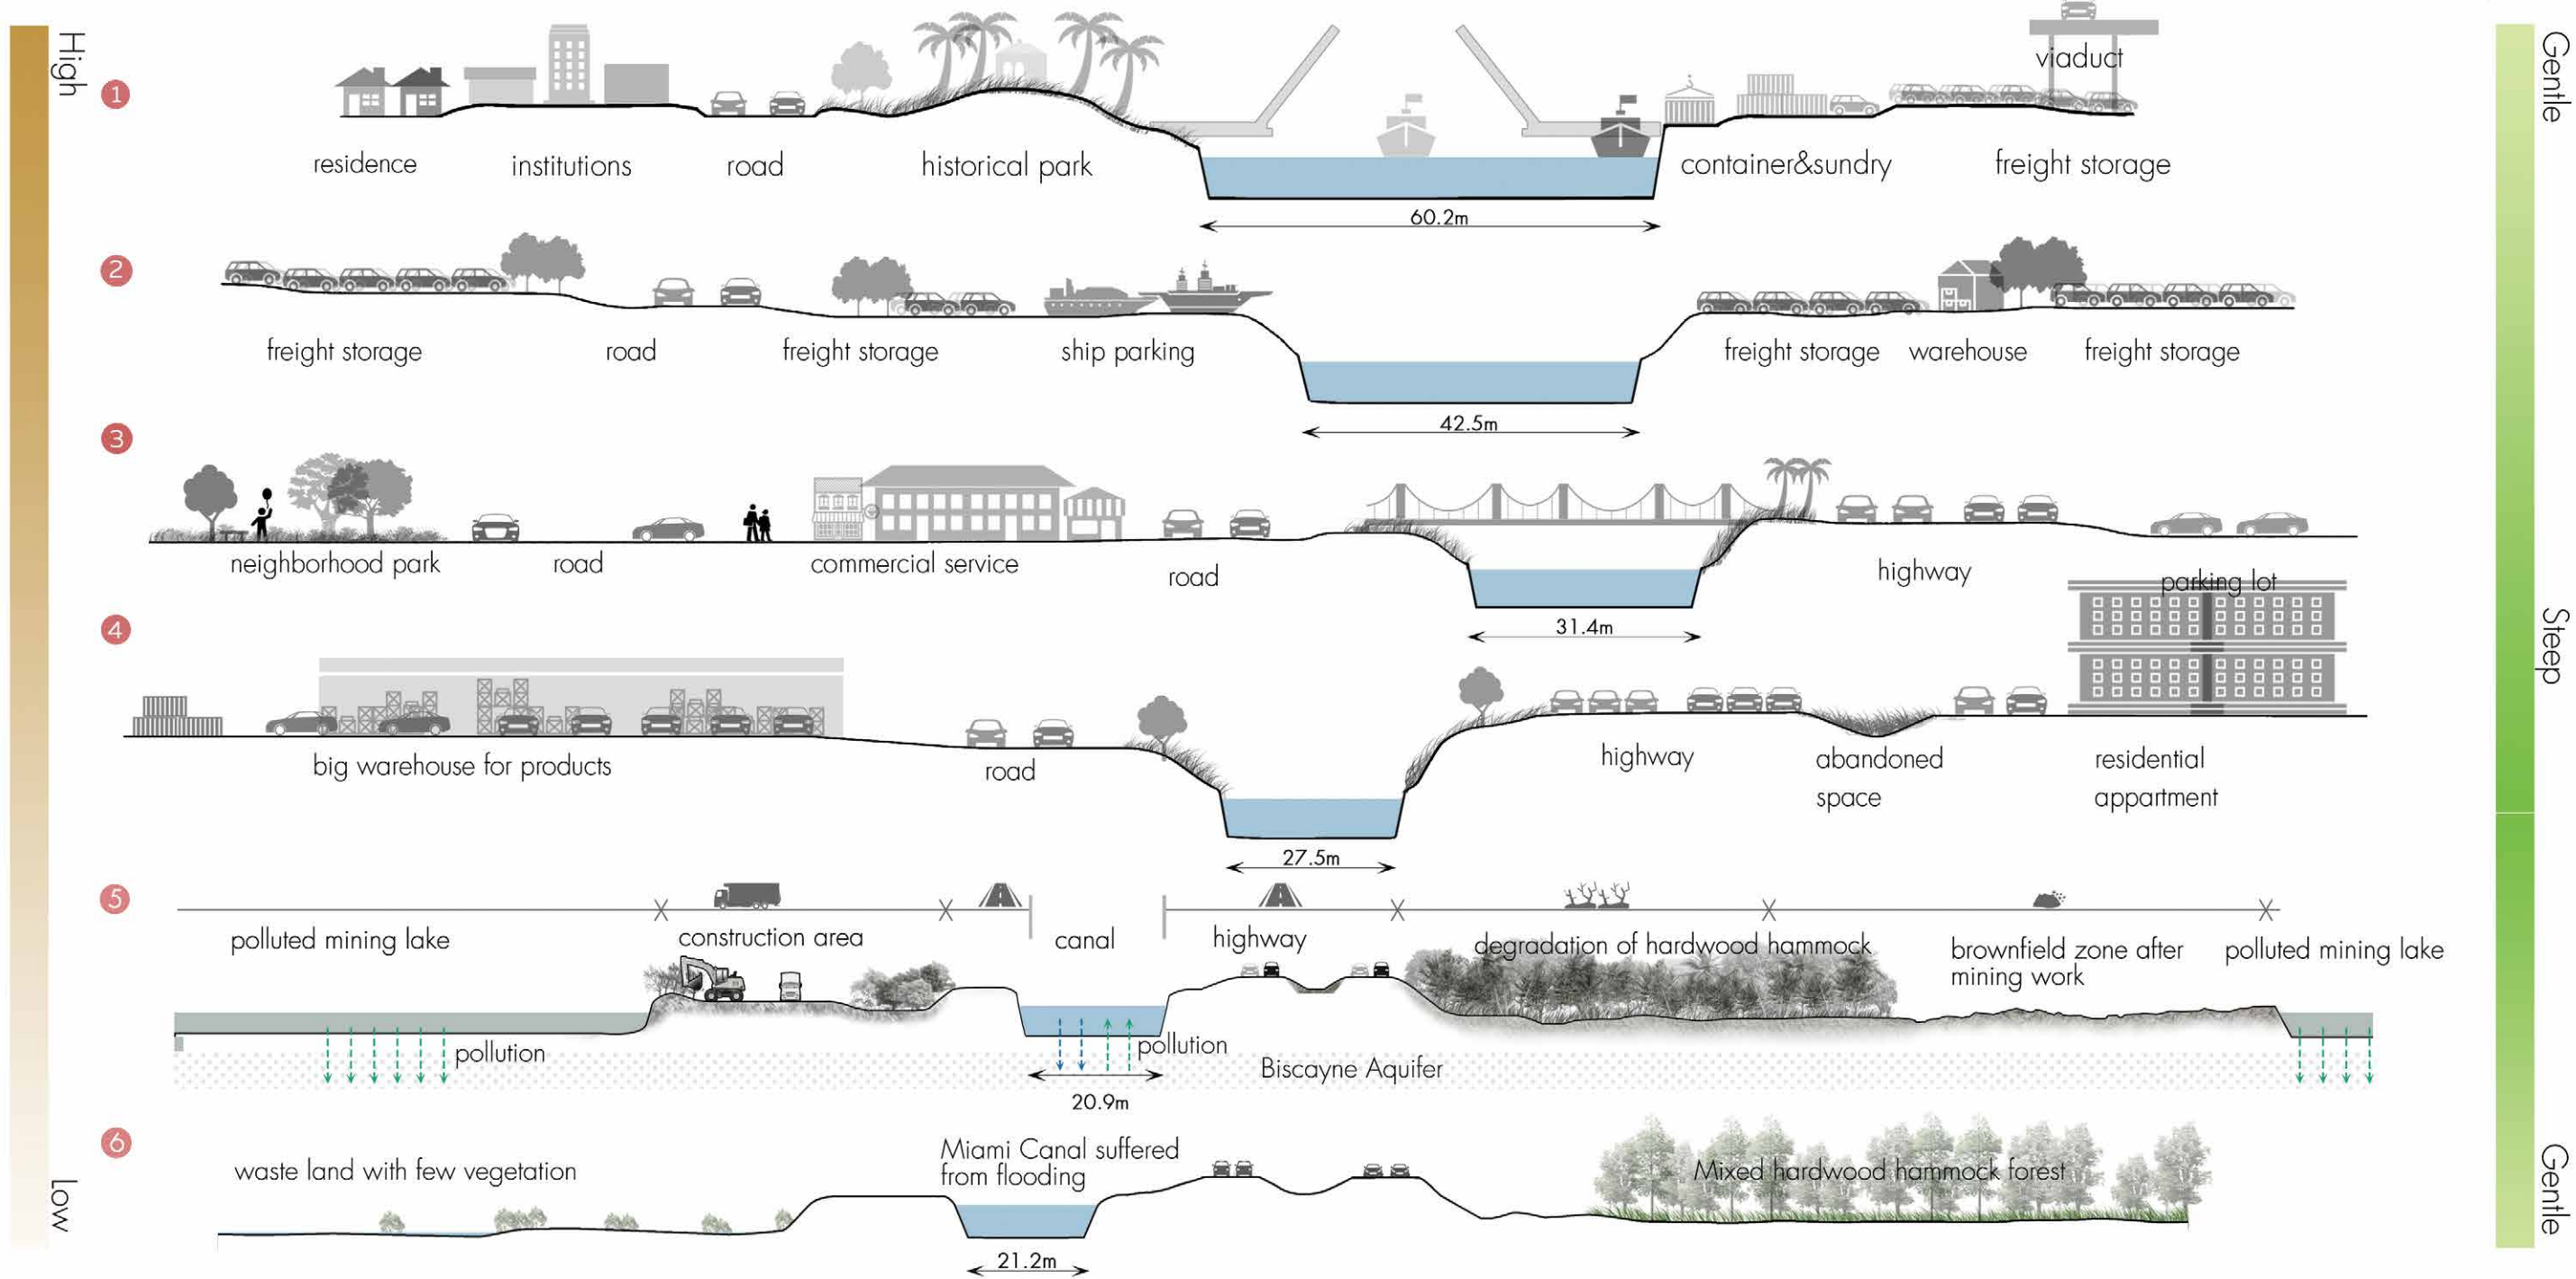 High
Gentle
1
viaduct
residence
institutions
road
historical park
container&sundry
freight storage
60.2m
2
freight storage
road
freight storage
ship parking
freight storage
warehouse
freight storage
42.5m
3
neighborhood park
road
commercial service
road
highway
parking lot
31.4m
Steep
4
big warehouse for products
road
highway
abandoned
space
residential
appartment
27.5m
5
polluted mining lake
construction area
canal
highway
degradation of hardwood hammock
brownfield zone after
mining work
polluted mining lake
pollution
pollution
Biscayne Aquifer
20.9m
6
waste land with few vegetation
Miami Canal suffered
from flooding
Mixed hardwood hammock forest
21.2m
Low
Gentle